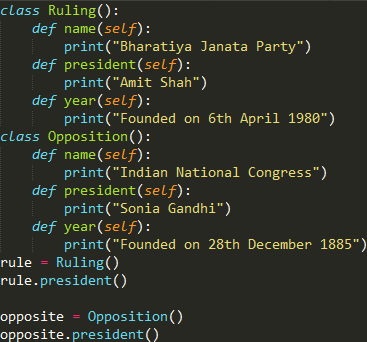 class Ruling():
    def name(self):
        print("Bharatiya Janata Party")
    def president(self):
        print("Amit Shah")
    def year(self):
        print("Founded on 6th April 1980")
class Opposition():
    def name(self):
        print("Indian National Congress")
    def president(self):
        print("Sonia Gandhi")
    def year(self):
        print("Founded on 28th December 1885")
rule = Ruling()
rule.president()

opposite = Opposition()
opposite.president()